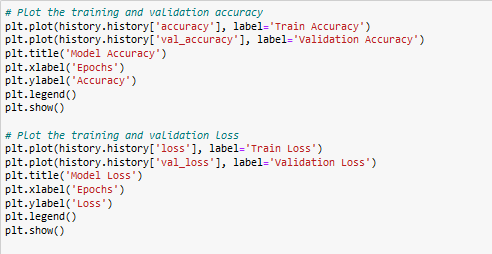 # Plot the training and validation accuracy
plt.plot(history.history['accuracy'], label='Train Accuracy')
plt.plot(history.history['val_accuracy'], label='Validation Accuracy')
plt.title('Model Accuracy')
plt.xlabel('Epochs')
plt.ylabel('Accuracy')
plt.legend()
plt.show()

# Plot the training and validation loss
plt.plot(history.history['loss'], label='Train Loss')
plt.plot(history.history['val_loss'], label='Validation Loss')
plt.title('Model Loss')
plt.xlabel('Epochs')
plt.ylabel('Loss')
plt.legend()
plt.show()